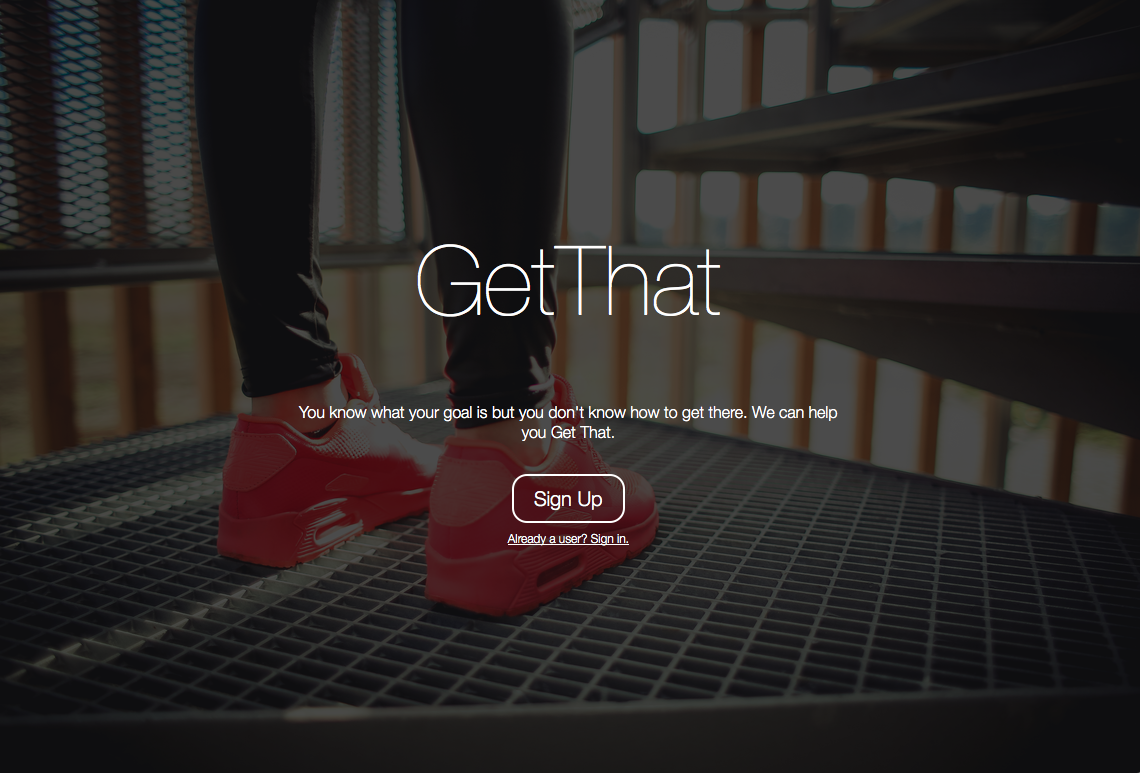 GetThat
You know what your goal is but you don't know how to get there. We can help
you Get That.
Sign Up
Already a user? Sign in.